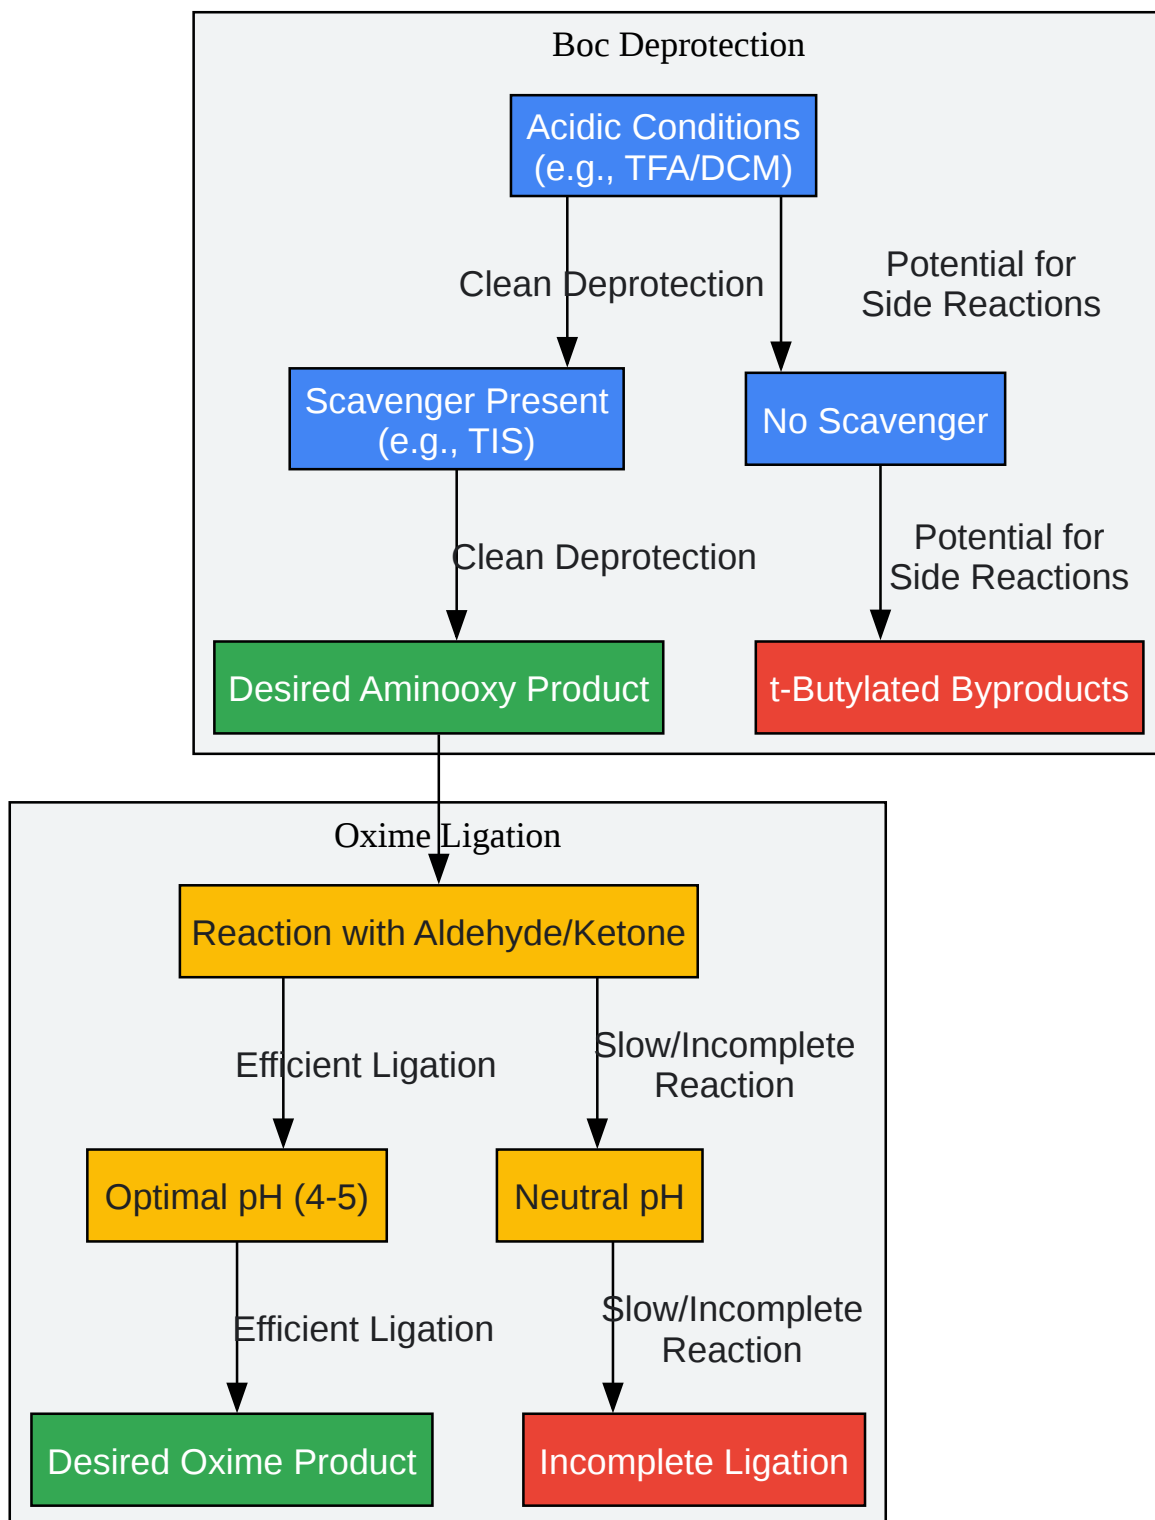 Boc Deprotection
Acidic Conditions
(e.g., TFA/DCM)
Clean Deprotection
Potential for
Side Reactions
Scavenger Present
(e.g., TIS)
No Scavenger
Clean Deprotection
Potential for
Side Reactions
Desired Aminooxy Product
t-Butylated Byproducts
Oxime Ligation
Reaction with Aldehyde/Ketone
Efficient Ligation
Slow/Incomplete
Reaction
Optimal pH (4-5)
Neutral pH
Efficient Ligation
Slow/Incomplete
Reaction
Desired Oxime Product
Incomplete Ligation